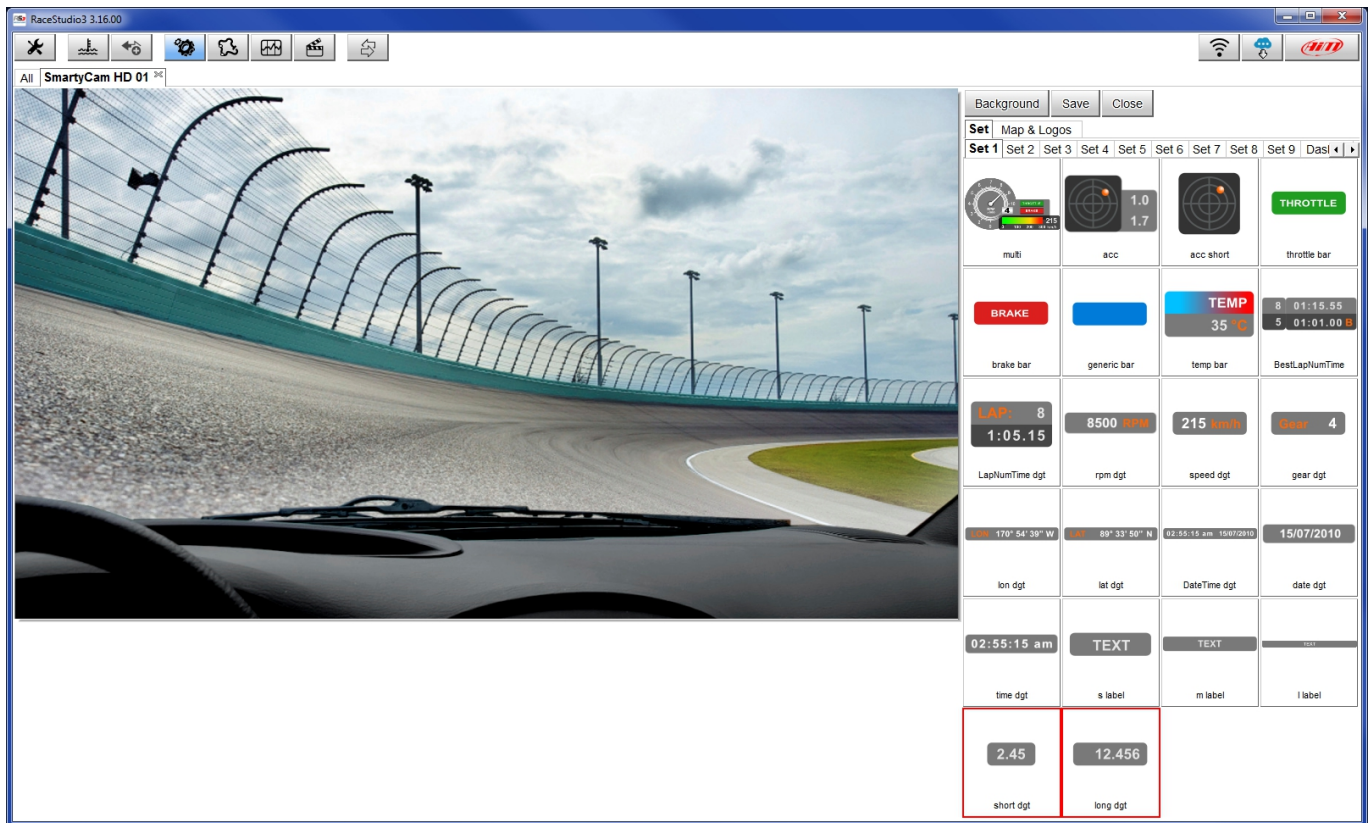 RaceStudio3 3.16.00
AiM
All SmartyCam HD 01
Background Save Close
Set Map & Logos
Set 1 Set 2 Set 3 Set 4 Set 5 Set 6 Set 7 Set 8 Set 9
1.0
1.7
THROTTLE
multi acc acc short throttle bar
BRAKE
TEMP
35 °C
8 01:15.55
5 01:01.00 B
brake bar generic bar temp bar BestLapNumTime
LAP: 8
1:05.15
8500 RPM
215 km/h
Gear 4
LapNumTime dgt rpm dgt speed dgt gear dgt
LON 170° 54' 39" W
LAT 89° 33' 50" N
02:55:15 am 15/07/2010
15/07/2010
lon dgt lat dgt DateTime dgt date dgt
02:55:15 am
TEXT
TEXT
TEXT
time dgt s label m label l label
2.45
12.456
short dgt long dgt